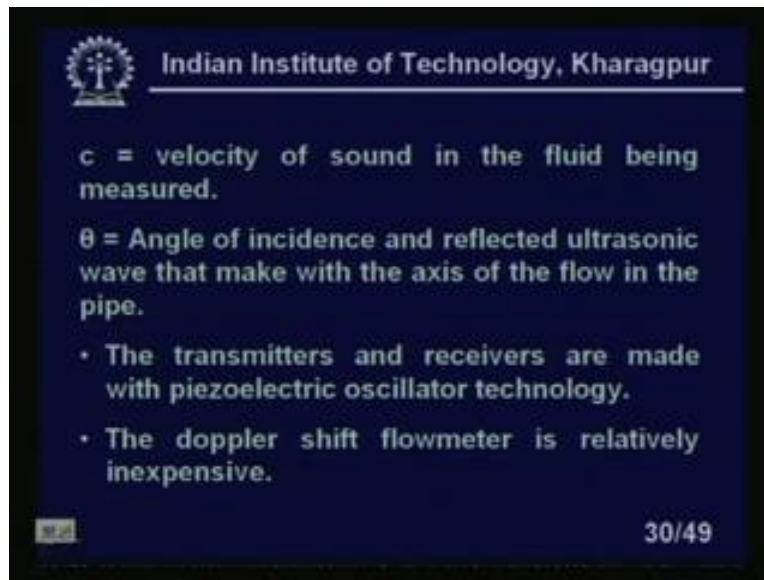 Indian Institute of Technology, Kharagpur
c = velocity of sound in the fluid being
measured.
θ = Angle of incidence and reflected ultrasonic
wave that make with the axis of the flow in the
pipe.
• The transmitters and receivers are made
with piezoelectric oscillator technology.
• The doppler shift flowmeter is relatively
inexpensive.
30/49